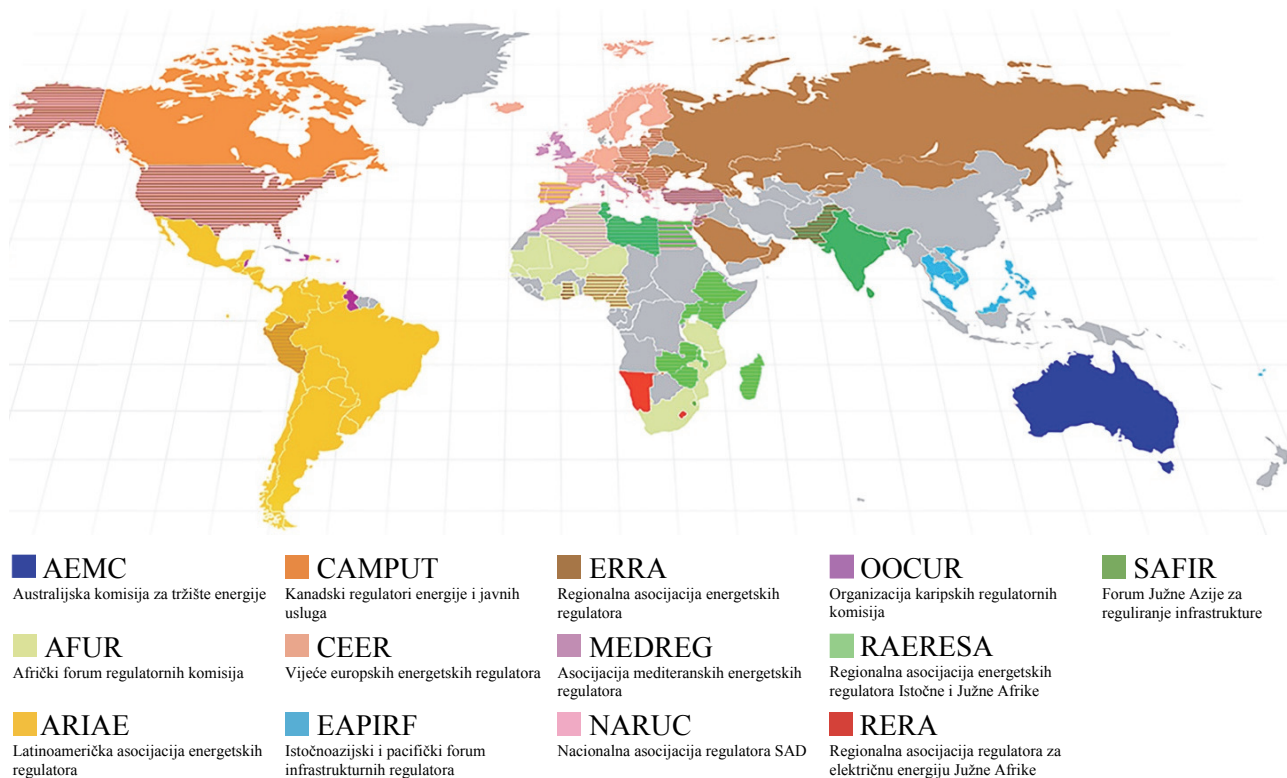 AEMC
Australijska komisija za tržište energije
AFUR
Afrički forum regulatornih komisija
ARIAE
Latinoamerička asocijacija energetskih
regulatora
CAMPUT
Kanadski regulatori energije i javnih
usluga
CEER
Vijeće europskih energetskih regulatora
EAPIRF
Istočnoazijski i pacifički forum
infrastrukturnih regulatora
ERRA
Regionalna asocijacija energetskih
regulatora
MEDREG
Asocijacija mediteranskih energetskih
regulatora
NARUC
Nacionalna asocijacija regulatora SAD
OOCUR
Organizacija karipskih regulatornih
komisija
RAERESA
Regionalna asocijacija energetskih
regulatora Istočne i Južne Afrike
RERA
Regionalna asocijacija regulatora za
električnu energiju Južne Afrike
SAFIR
Forum Južne Azije za
reguliranje infrastrukture